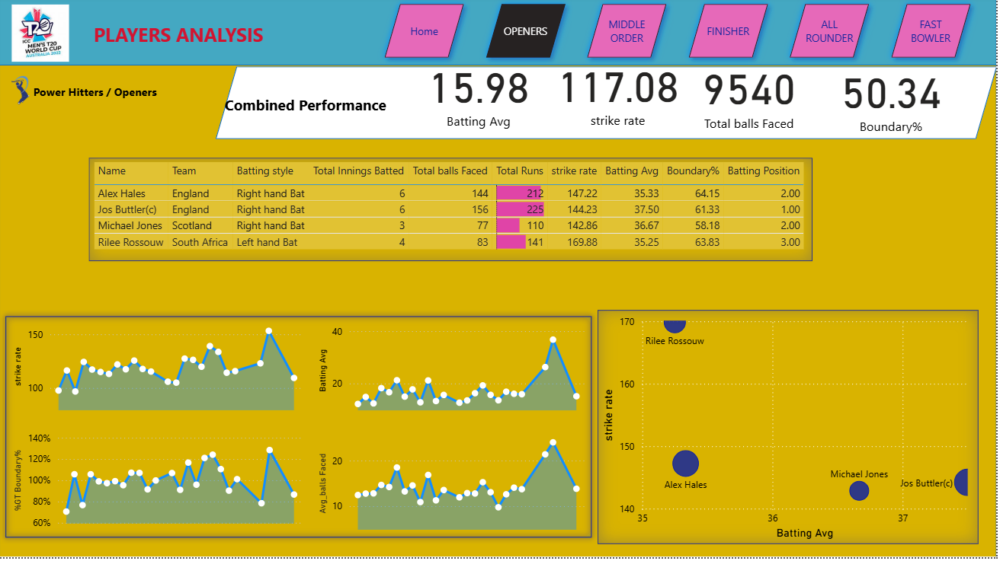 ICC
MEN'S T20
WORLD CUP
AUSTRALIA 2022
PLAYERS ANALYSIS
Home
OPENERS
MIDDLE
ORDER
FINISHER
ALL
ROUNDER
FAST
BOWLER
Power Hitters / Openers
Combined Performance
15.98
Batting Avg
117.08
strike rate
9540
Total balls Faced
50.34
Boundary%
Name Team Batting style Total Innings Batted Total balls Faced Total Runs strike rate Batting Avg Boundary% Batting Position
Alex Hales England Right hand Bat 6 144 212 147.22 35.33 64.15 2.00
Jos Buttler(c) England Right hand Bat 6 156 225 144.23 37.50 61.33 1.00
Michael Jones Scotland Right hand Bat 3 77 110 142.86 36.67 58.18 2.00
Rilee Rossouw South Africa Left hand Bat 4 83 141 169.88 35.25 63.83 3.00
strike rate
150
100
Batting Avg
40
20
%GT Boundary%
140%
120%
100%
80%
60%
Avg_balls Faced
20
10
strike rate
170
160
150
140
Rilee Rossouw
Alex Hales
Michael Jones
Jos Buttler(c)
35 36 37
Batting Avg